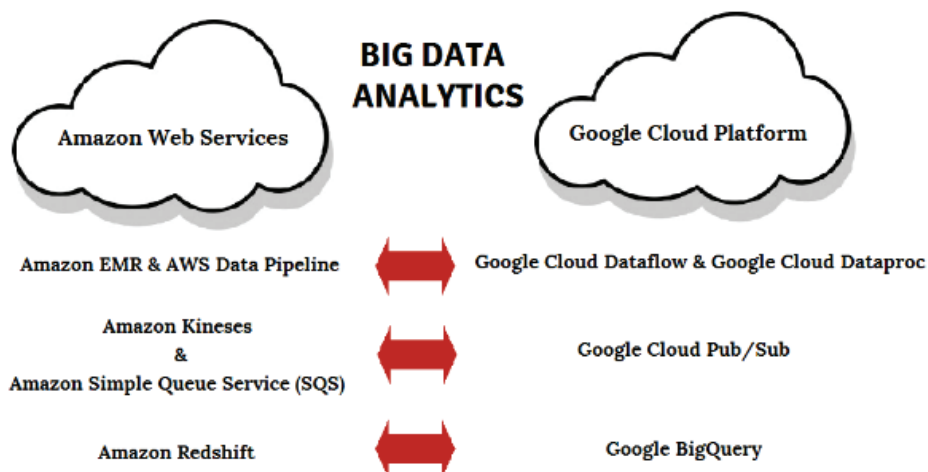 BIG DATA
ANALYTICS
Amazon Web Services
Google Cloud Platform
Amazon EMR & AWS Data Pipeline
Google Cloud Dataflow & Google Cloud Dataproc
Amazon Kineses
&
Amazon Simple Queue Service (SQS)
Google Cloud Pub/Sub
Amazon Redshift
Google BigQuery